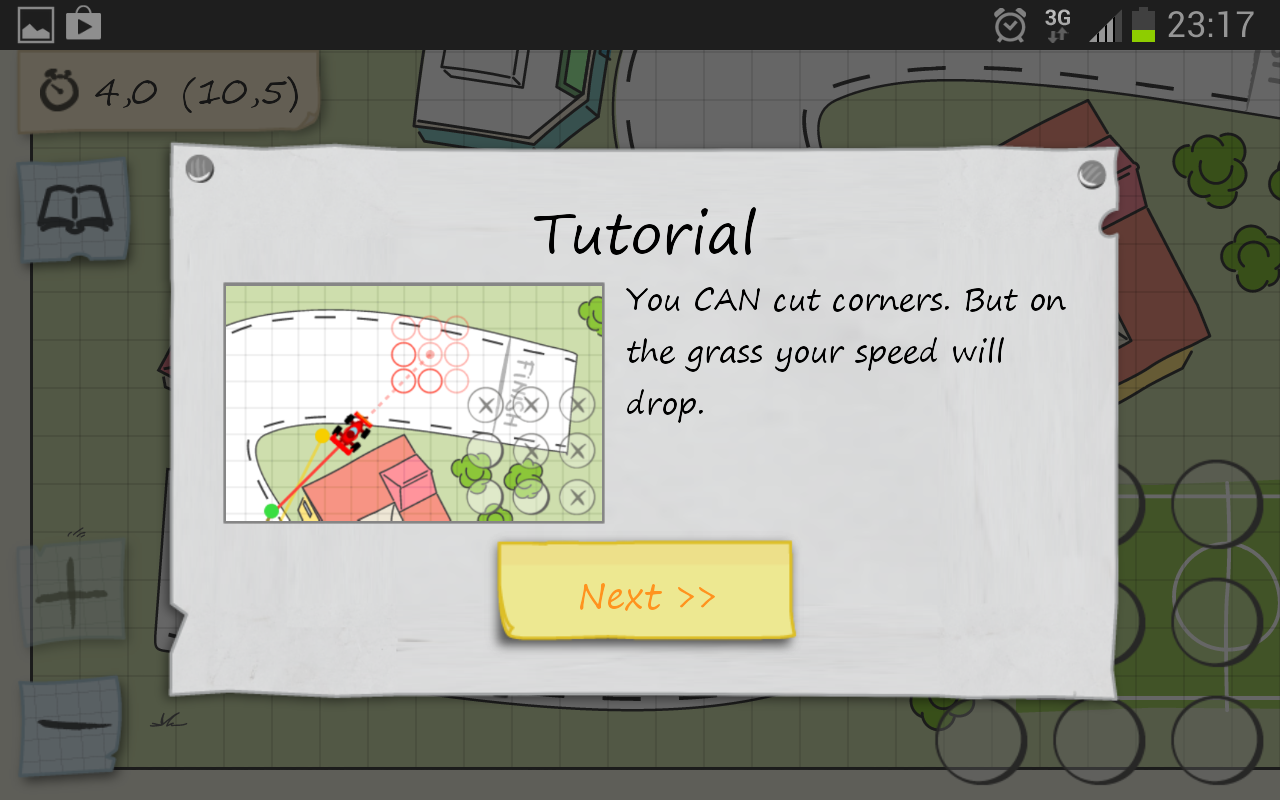 3G
23:17
4,0 (10,5)
Tutorial
You CAN cut corners. But on
the grass your speed will
drop.
FINISH
Next >>